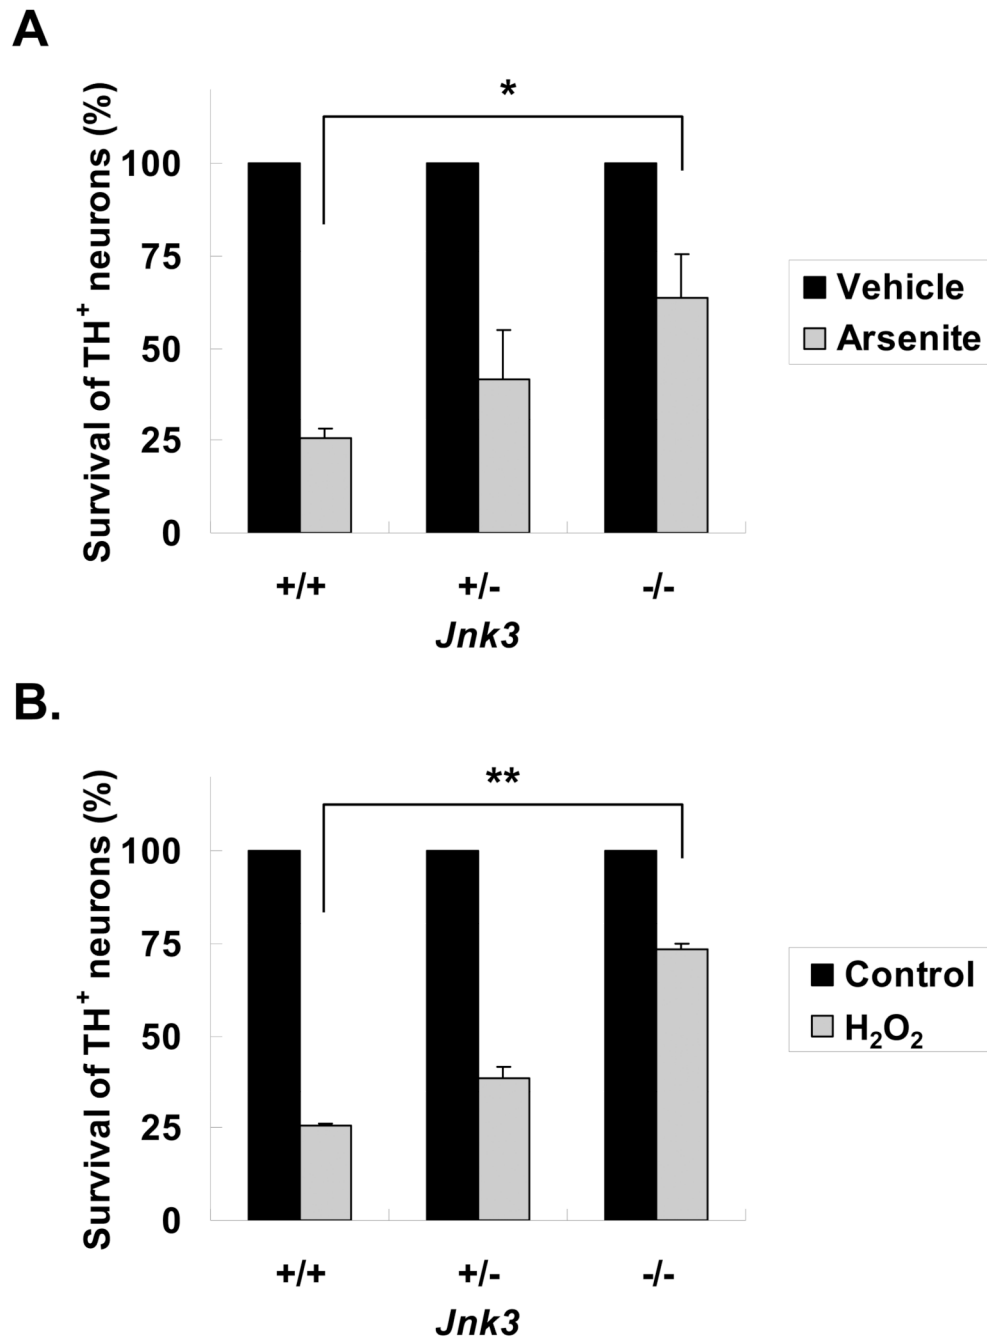 A
Survival of TH⁺ neurons (%)
*
100
75
50
25
0
+/+ +/- -/-
Jnk3
Vehicle
Arsenite
B.
Survival of TH⁺ neurons (%)
**
100
75
50
25
0
+/+ +/- -/-
Jnk3
Control
H₂O₂